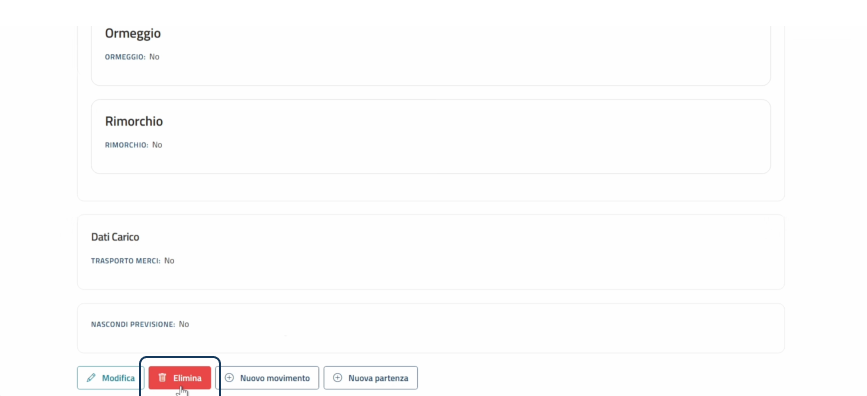 Ormeggio
ORMEGGIO: No
Rimorchio
RIMORCHIO: No
Dati Carico
TRASPORTO MERCI: No
NASCONDI PREVISIONE: No
Modifica Elimina Nuovo movimento Nuova partenza